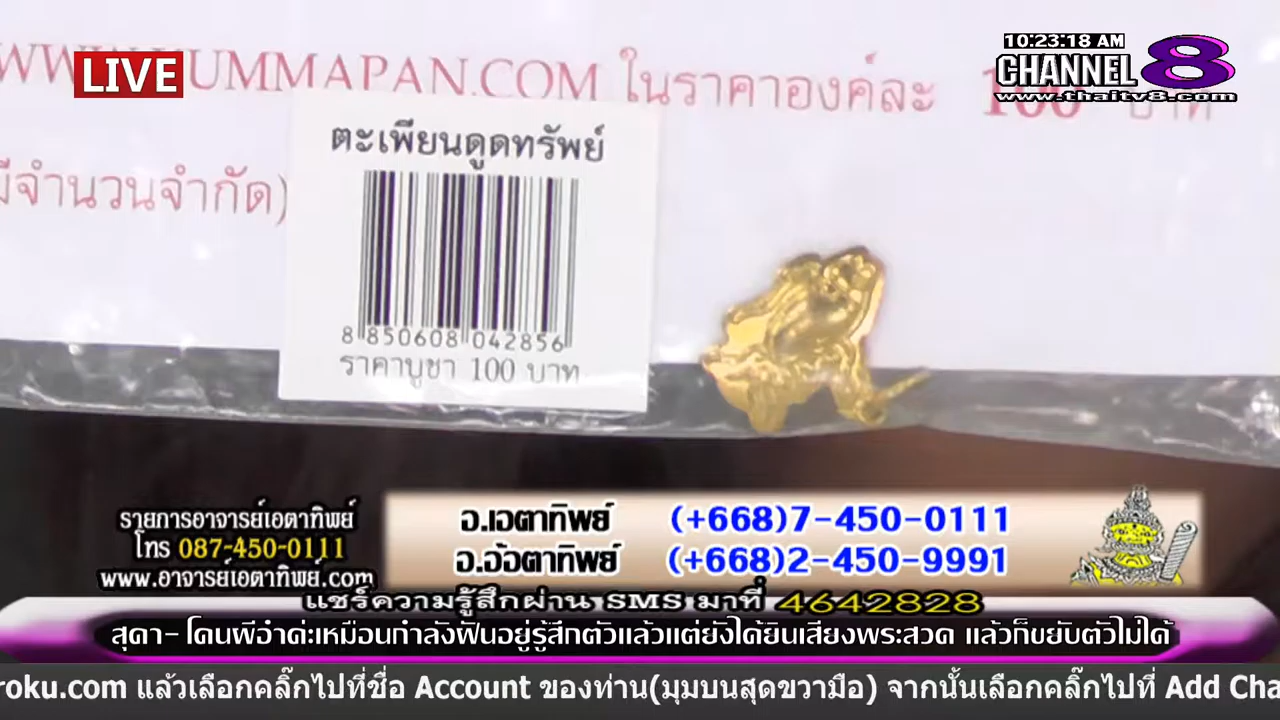 10:23:18 AM
CHANNEL 8
www.thaitv8.com
LIVE
UMMAPAN.COM ในราคาองค์ละ 100 บาท
มีจำนวนจำกัด)
ตะเพียนดูดทรัพย์
8 850608 042856
ราคาบูชา 100 บาท
รายการอาจารย์เอตาทิพย์
โทร 087-450-0111
www.อาจารย์เอตาทิพย์.com
อ.เอตาทิพย์ (+668)7-450-0111
อ.อ้อตาทิพย์ (+668)2-450-9991
แชร์ความรู้สึกผ่าน SMS มาที่ 4642828
สุดา- โดนผีอำค่ะเหมือนกำลังฝันอยู่รู้สึกตัวแล้วแต่ยังได้ยินเสียงพระสวด แล้วก็ขยับตัวไม่ได้
roku.com แล้วเลือกคลิ๊กไปที่ชื่อ Account ของท่าน(มุมบนสุดขวามือ) จากนั้นเลือกคลิ๊กไปที่ Add Cha